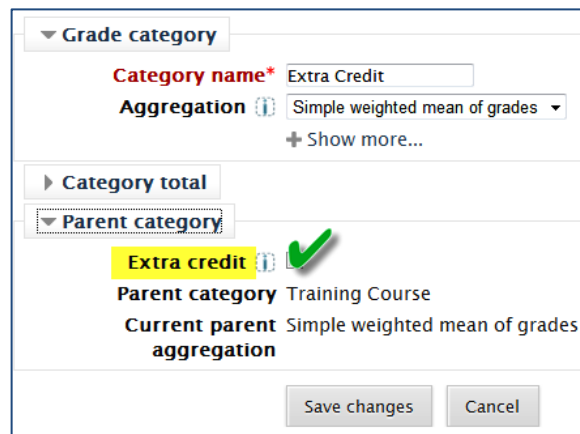 Grade category
Category name* Extra Credit
Aggregation Simple weighted mean of grades
Show more...
Category total
Parent category
Extra credit
Parent category Training Course
Current parent aggregation Simple weighted mean of grades
Save changes Cancel